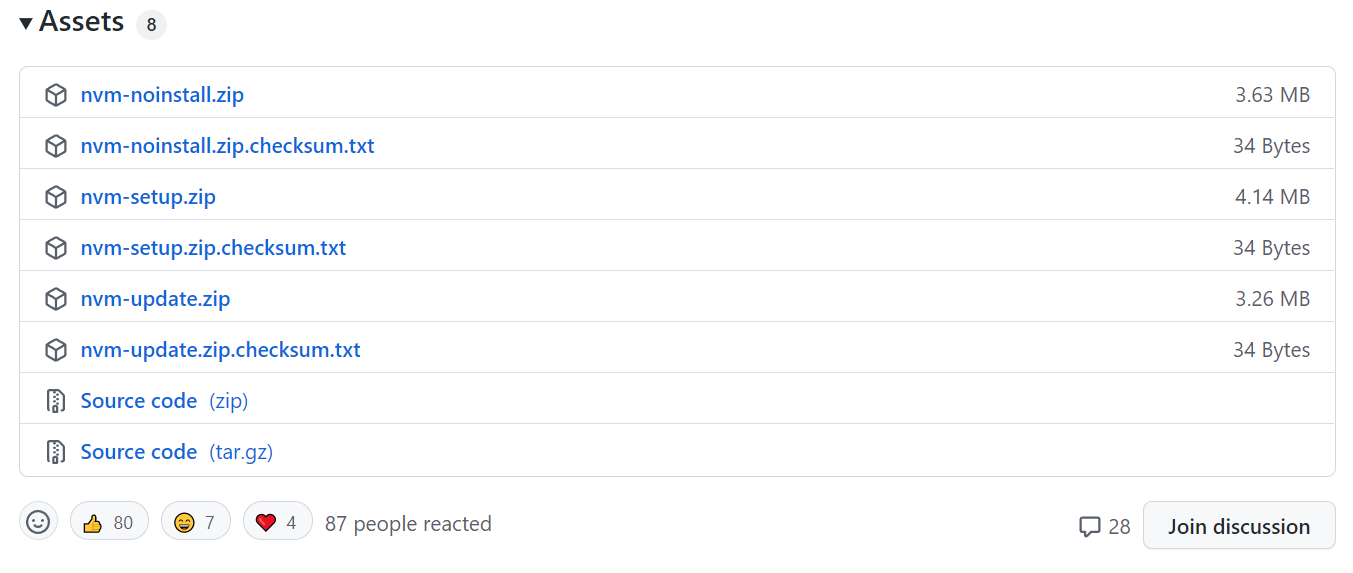 Assets 8
nvm-noinstall.zip 3.63 MB
nvm-noinstall.zip.checksum.txt 34 Bytes
nvm-setup.zip 4.14 MB
nvm-setup.zip.checksum.txt 34 Bytes
nvm-update.zip 3.26 MB
nvm-update.zip.checksum.txt 34 Bytes
Source code (zip)
Source code (tar.gz)
80 7 4 87 people reacted 28 Join discussion